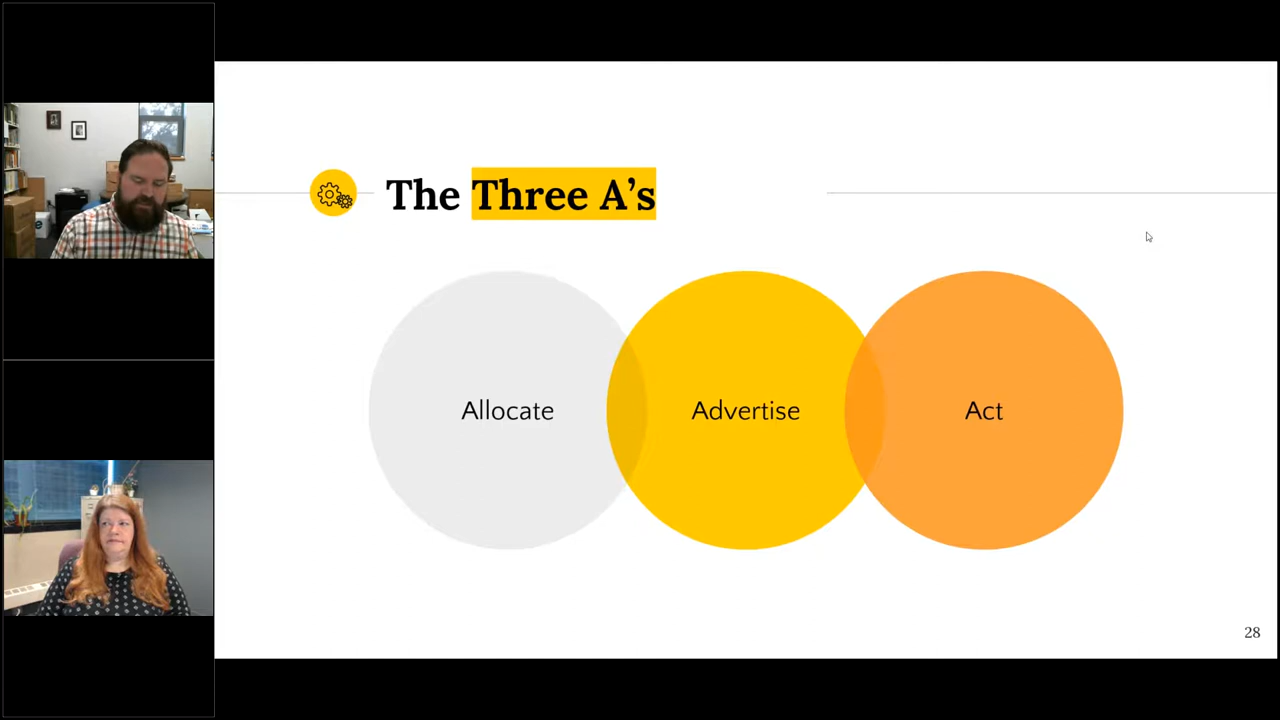 The Three A’s
Allocate
Advertise
Act
28